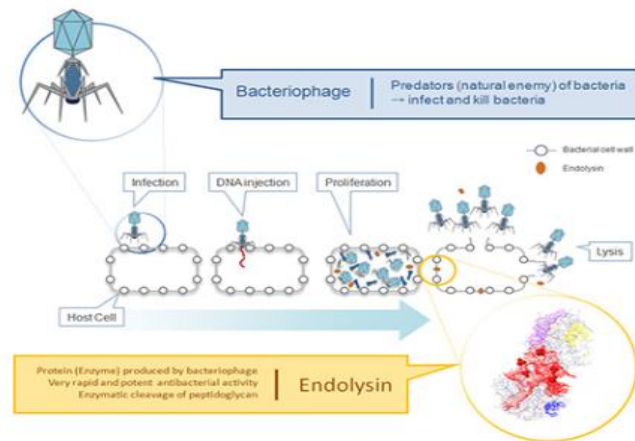 Bacteriophage
Predators (natural enemy) of bacteria
→ infect and kill bacteria
Bacterial cell wall
Endolysin
Infection
DNA injection
Proliferation
Lysis
Host Cell
Protein (Enzyme) produced by bacteriophage
Very rapid and potent antibacterial activity
Enzymatic cleavage of peptidoglycan
Endolysin